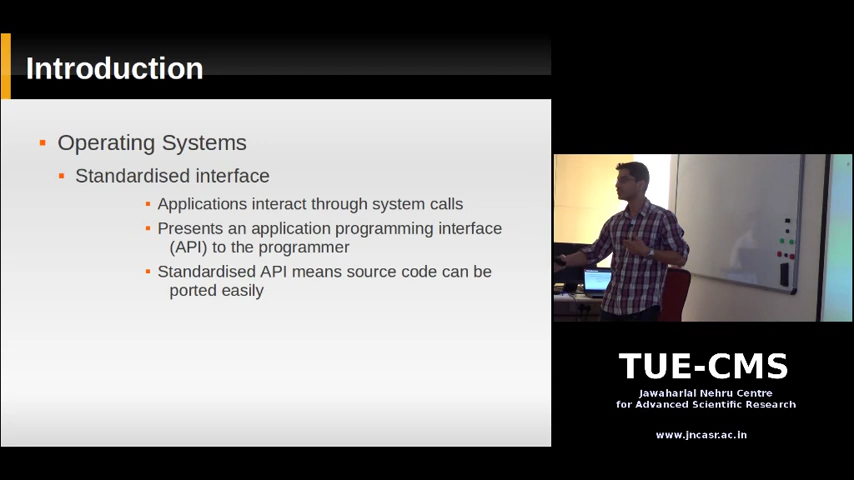 Introduction
Operating Systems
Standardised interface
Applications interact through system calls
Presents an application programming interface
(API) to the programmer
Standardised API means source code can be
ported easily
TUE-CMS
Jawaharlal Nehru Centre
for Advanced Scientific Research
www.jncasr.ac.in